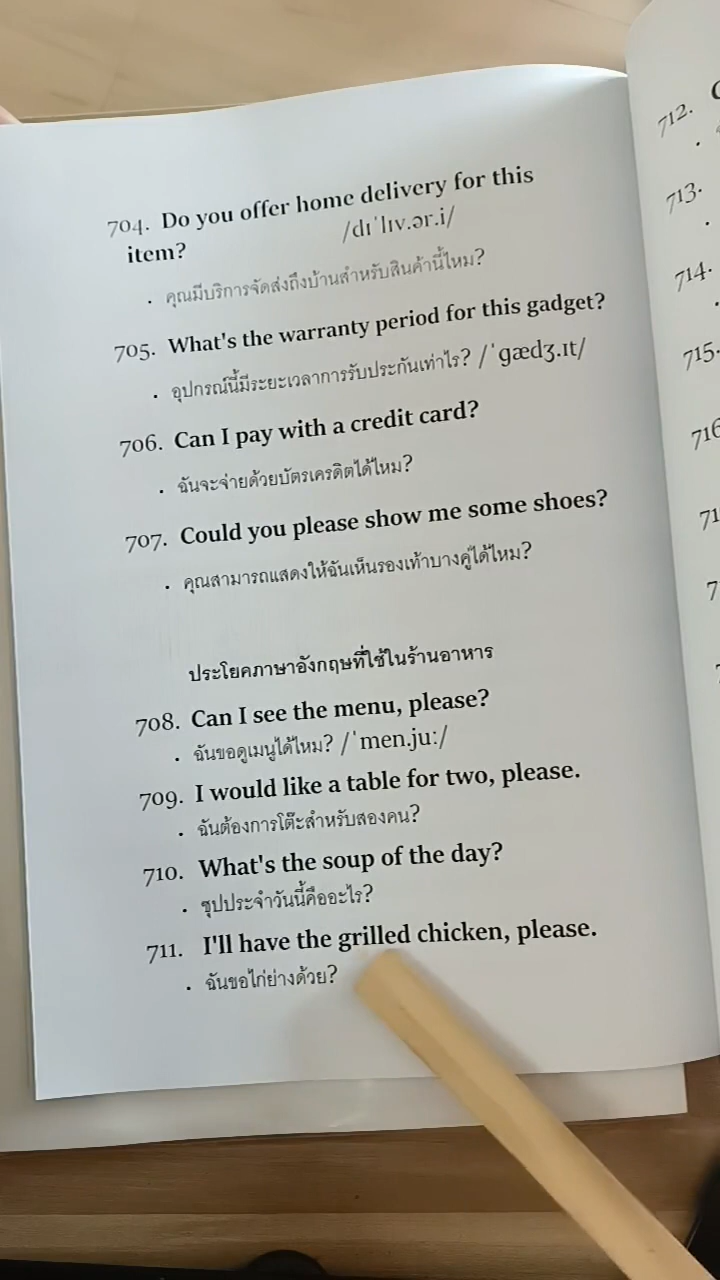 704. Do you offer home delivery for this
item? /dɪˈlɪv.ər.i/
· คุณมีบริการจัดส่งถึงบ้านสำหรับสินค้านี้ไหม?
705. What's the warranty period for this gadget?
· อุปกรณ์นี้มีระยะเวลาการรับประกันเท่าไร? /ˈɡædʒ.ɪt/
706. Can I pay with a credit card?
· ฉันจะจ่ายด้วยบัตรเครดิตได้ไหม?
707. Could you please show me some shoes?
· คุณสามารถแสดงให้ฉันเห็นรองเท้าบางคู่ได้ไหม?
ประโยคภาษาอังกฤษที่ใช้ในร้านอาหาร
708. Can I see the menu, please?
· ฉันขอดูเมนูได้ไหม? /ˈmen.juː/
709. I would like a table for two, please.
· ฉันต้องการโต๊ะสำหรับสองคน?
710. What's the soup of the day?
· ซุปประจำวันนี้คืออะไร?
711. I'll have the grilled chicken, please.
· ฉันขอไก่ย่างด้วย?
712.
713.
714.
715.